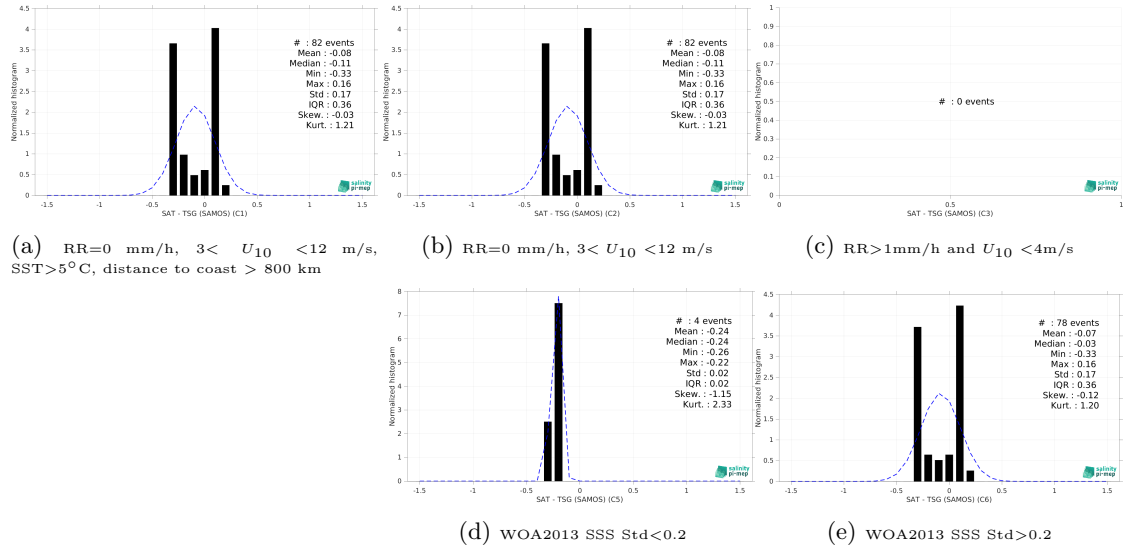 4.5
4
3.5
3
2.5
2
1.5
1
0.5
0
Normalized histogram
# : 82 events
Mean : -0.08
Median : -0.11
Min : -0.33
Max : 0.16
Std : 0.17
IQR : 0.36
Skew. : -0.03
Kurt. : 1.21
salinity
pi-mep
-1.5 -1 -0.5 0 0.5 1 1.5
SAT - TSG (SAMOS) (C1)
4.5
4
3.5
3
2.5
2
1.5
1
0.5
0
Normalized histogram
# : 82 events
Mean : -0.08
Median : -0.11
Min : -0.33
Max : 0.16
Std : 0.17
IQR : 0.36
Skew. : -0.03
Kurt. : 1.21
salinity
pi-mep
-1.5 -1 -0.5 0 0.5 1 1.5
SAT - TSG (SAMOS) (C2)
1
0.9
0.8
0.7
0.6
0.5
0.4
0.3
0.2
0.1
0
Normalized histogram
# : 0 events
salinity
pi-mep
0 0.5 1
SAT - TSG (SAMOS) (C3)
(a) RR=0 mm/h, 3< U10 <12 m/s,
SST>5°C, distance to coast > 800 km
(b) RR=0 mm/h, 3< U10 <12 m/s
(c) RR>1mm/h and U10 <4m/s
8
7
6
5
4
3
2
1
0
Normalized histogram
# : 4 events
Mean : -0.24
Median : -0.24
Min : -0.26
Max : -0.22
Std : 0.02
IQR : 0.02
Skew. : -1.15
Kurt. : 2.33
salinity
pi-mep
-1.5 -1 -0.5 0 0.5 1 1.5
SAT - TSG (SAMOS) (C5)
4.5
4
3.5
3
2.5
2
1.5
1
0.5
0
Normalized histogram
# : 78 events
Mean : -0.07
Median : -0.03
Min : -0.33
Max : 0.16
Std : 0.17
IQR : 0.36
Skew. : -0.12
Kurt. : 1.20
salinity
pi-mep
-1.5 -1 -0.5 0 0.5 1 1.5
SAT - TSG (SAMOS) (C6)
(d) WOA2013 SSS Std<0.2
(e) WOA2013 SSS Std>0.2